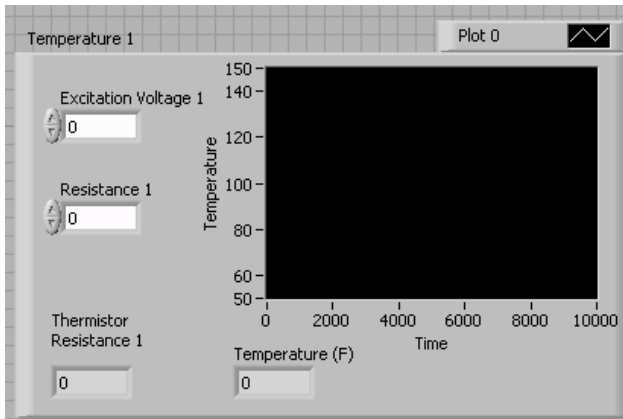 Temperature 1
Plot 0
Excitation Voltage 1
0
Resistance 1
0
Thermistor
Resistance 1
0
Temperature
150
140
120
100
80
60
50
0 2000 4000 6000 8000 10000
Time
Temperature (F)
0